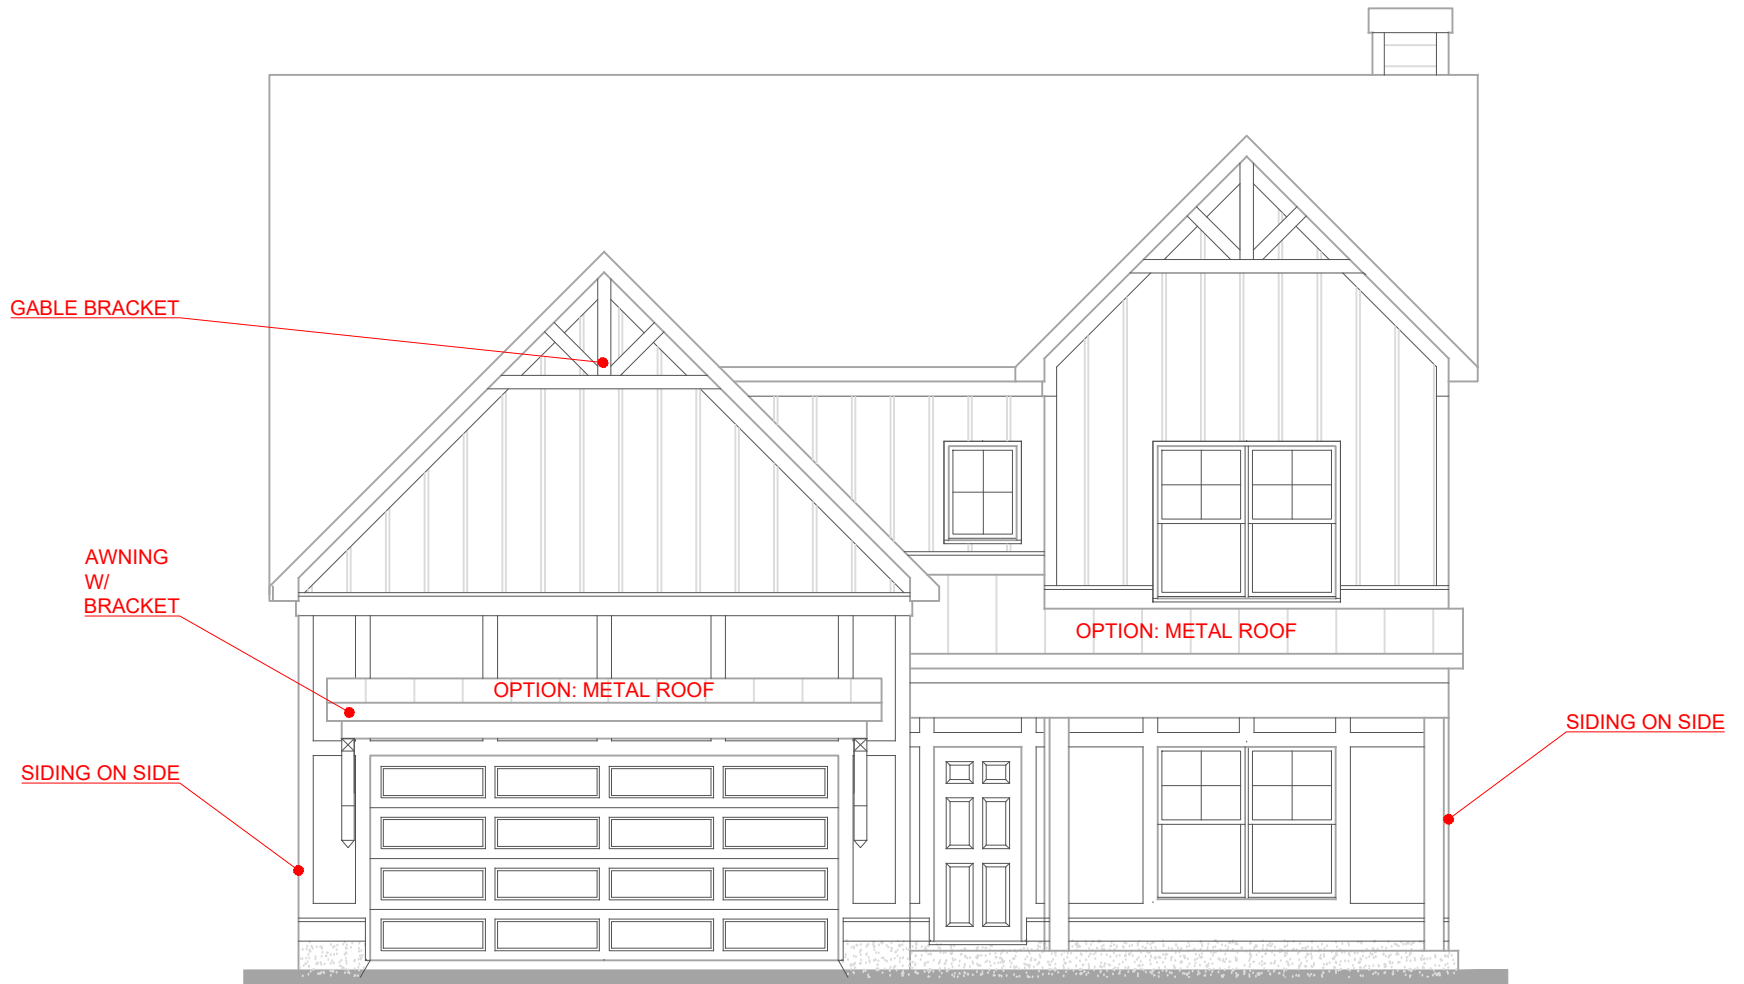 GABLE BRACKET
AWNING
W/
BRACKET
OPTION: METAL ROOF
OPTION: METAL ROOF
SIDING ON SIDE
SIDING ON SIDE